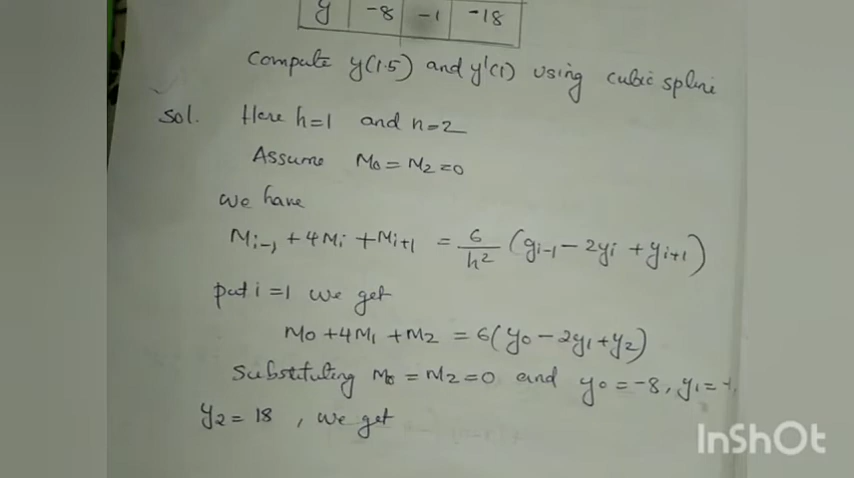 y | -8 | -1 | -18
Compute y(1.5) and y'(1) using cubic spline
Sol. Here h=1 and n=2
Assume M₀ = M₂ = 0
we have
Mᵢ₋₁ + 4Mᵢ + Mᵢ₊₁ = 6/h² (yᵢ₋₁ - 2yᵢ + yᵢ₊₁)
put i=1 we get
M₀ + 4M₁ + M₂ = 6(y₀ - 2y₁ + y₂)
Substituting M₀ = M₂ = 0 and y₀ = -8, y₁ = -1,
y₂ = 18, we get
InShOt